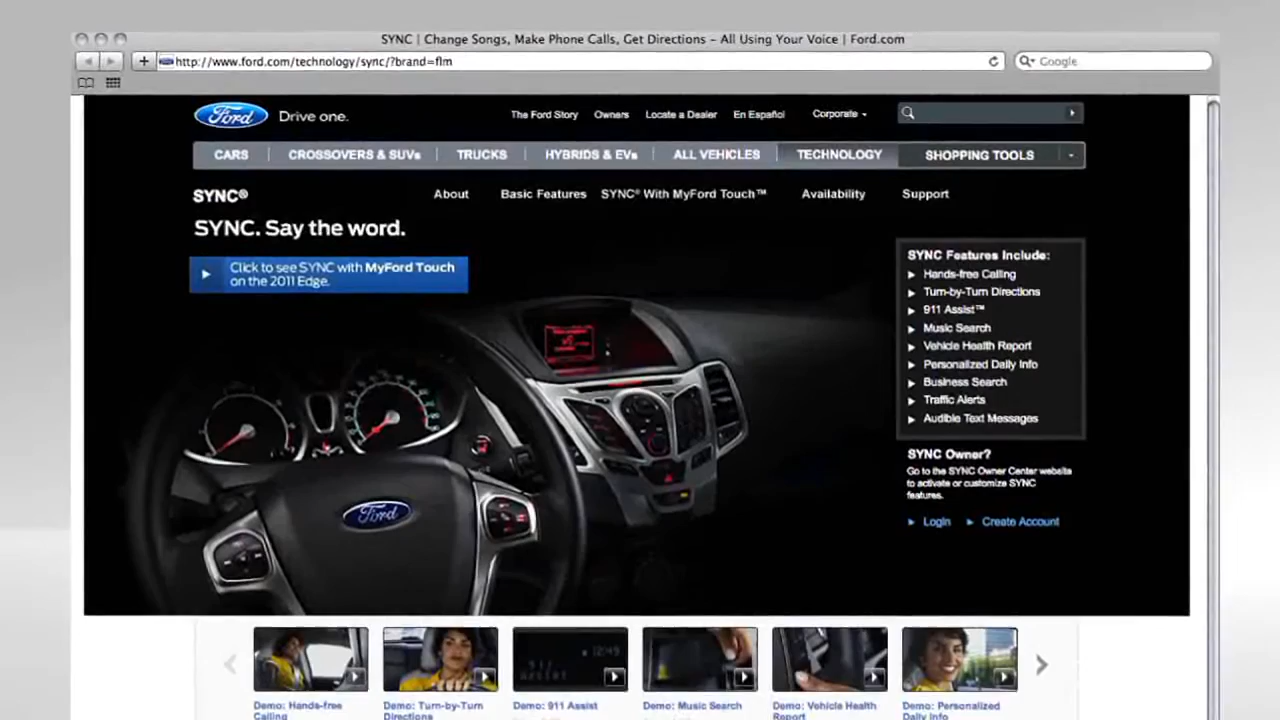 SYNC | Change Songs, Make Phone Calls, Get Directions – All Using Your Voice | Ford.com
http://www.ford.com/technology/sync/?brand=flm
Google
Ford Drive one.
The Ford Story Owners Locate a Dealer En Español Corporate
CARS CROSSOVERS & SUVs TRUCKS HYBRIDS & EVs ALL VEHICLES TECHNOLOGY SHOPPING TOOLS
SYNC® About Basic Features SYNC® With MyFord Touch™ Availability Support
SYNC. Say the word.
Click to see SYNC with MyFord Touch
on the 2011 Edge.
SYNC Features Include:
Hands-free Calling
Turn-by-Turn Directions
911 Assist™
Music Search
Vehicle Health Report
Personalized Daily Info
Business Search
Traffic Alerts
Audible Text Messages
SYNC Owner?
Go to the SYNC Owner Center website
to activate or customize SYNC
features.
Login Create Account
Ford
911
Assist
Demo: Hands-free
Calling
Demo: Turn-by-Turn
Directions
Demo: 911 Assist
Demo: Music Search
Demo: Vehicle Health
Report
Demo: Personalized
Daily Info